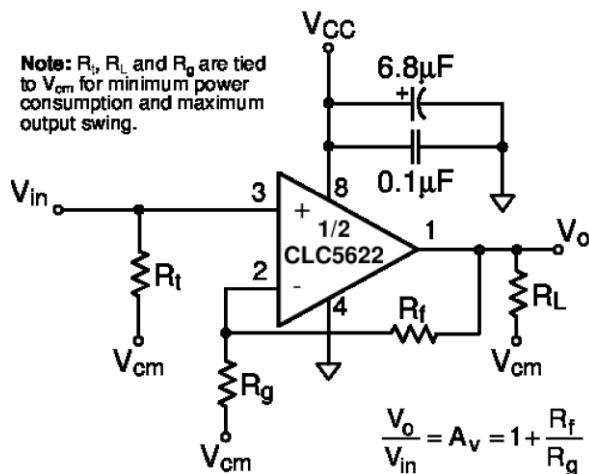 VCC
Note: Rt, RL and Rg are tied
to Vcm for minimum power
consumption and maximum
output swing.
6.8µF
+
0.1µF
Vin
3
+
8
1/2
CLC5622
1
Vo
2
-
4
Rt
Rf
RL
Vcm
Rg
Vcm
Vcm
Vo/Vin = Av = 1 + Rf/Rg